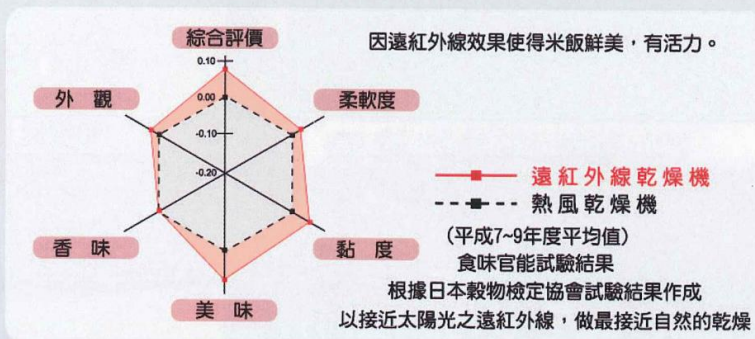 綜合評價
因遠紅外線效果使得米飯鮮美，有活力。
0.10
外觀
0.00
柔軟度
-0.10
-0.20
遠紅外線乾燥機
熱風乾燥機
(平成7~9年度平均值)
香味
黏度
食味官能試驗結果
根據日本穀物檢定協會試驗結果作成
美味
以接近太陽光之遠紅外線，做最接近自然的乾燥